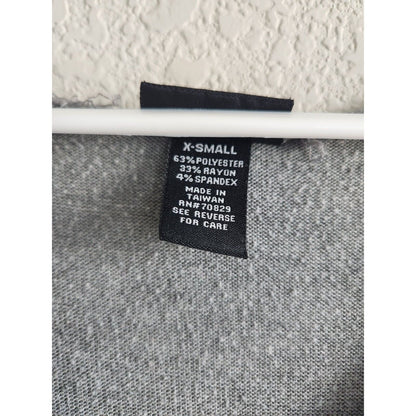 X-SMALL
63%POLYESTER
33%RAYON
4%SPANDEX
MADE IN
TAIWAN
RN#70829
SEE REVERSE
FOR CARE